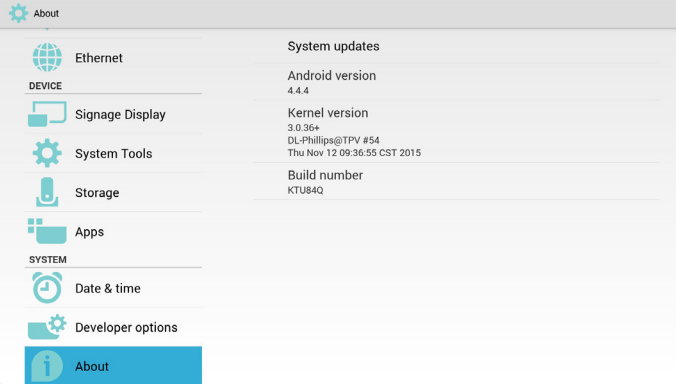 About
Ethernet
DEVICE
Signage Display
System Tools
Storage
Apps
SYSTEM
Date & time
Developer options
About
System updates
Android version
4.4.4
Kernel version
3.0.36+
DL-Phillips@TPV #54
Thu Nov 12 09:36:55 CST 2015
Build number
KTU84Q